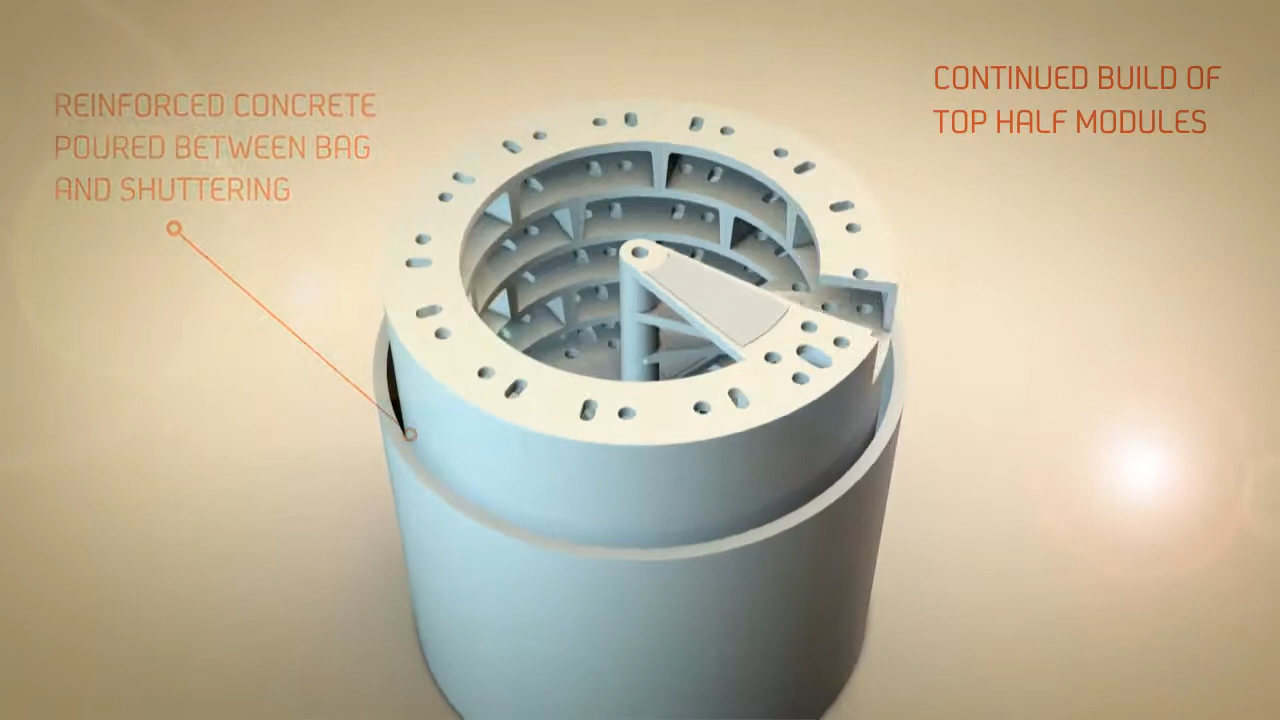 REINFORCED CONCRETE
POURED BETWEEN BAG
AND SHUTTERING
CONTINUED BUILD OF
TOP HALF MODULES